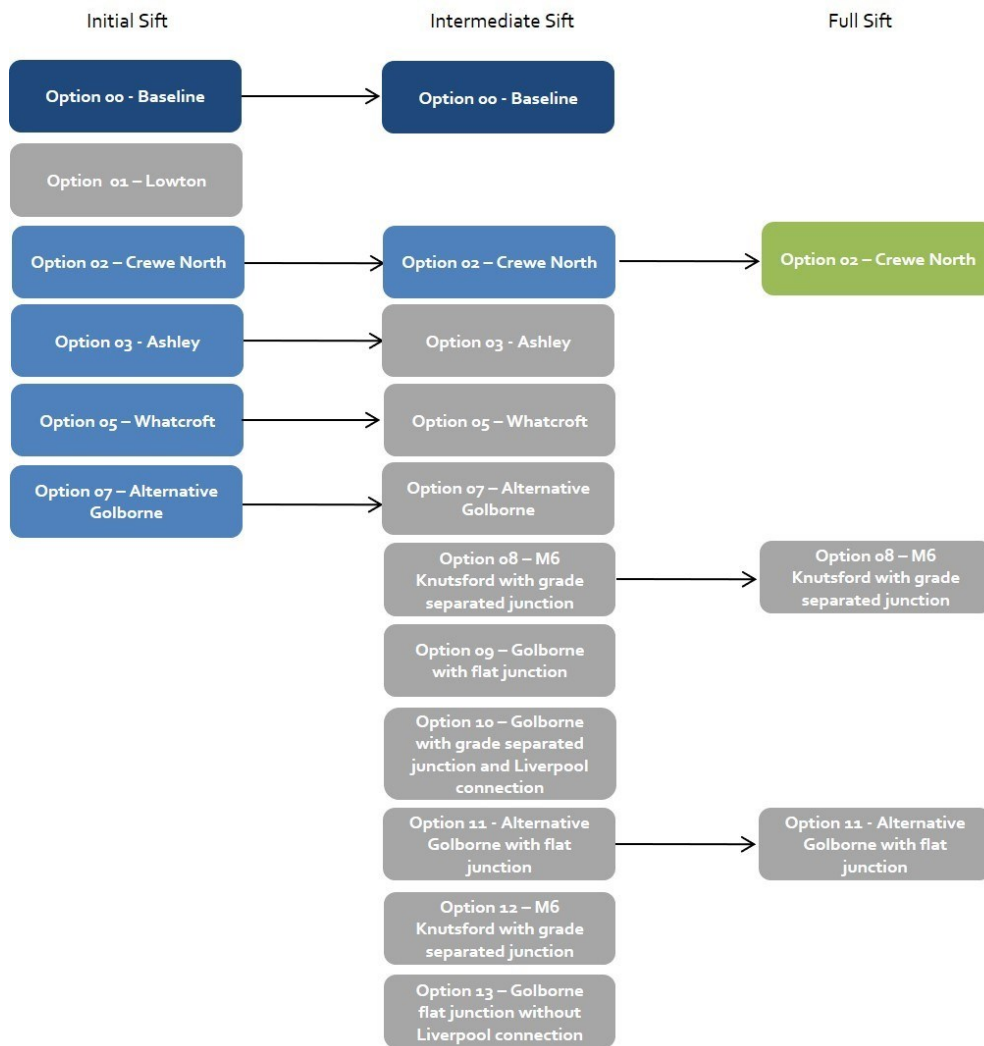 Initial Sift
Intermediate Sift
Full Sift
Option 00 - Baseline
Option 00 - Baseline
Option 01 – Lowton
Option 02 – Crewe North
Option 02 – Crewe North
Option 02 – Crewe North
Option 03 - Ashley
Option 03 - Ashley
Option 05 – Whatcroft
Option 05 – Whatcroft
Option 07 – Alternative
Golborne
Option 07 – Alternative
Golborne
Option 08 – M6
Knutsford with grade
separated junction
Option 08 – M6
Knutsford with grade
separated junction
Option 09 – Golborne
with flat junction
Option 10 – Golborne
with grade separated
junction and Liverpool
connection
Option 11 - Alternative
Golborne with flat
junction
Option 11 - Alternative
Golborne with flat
junction
Option 12 – M6
Knutsford with grade
separated junction
Option 13 – Golborne
flat junction without
Liverpool connection